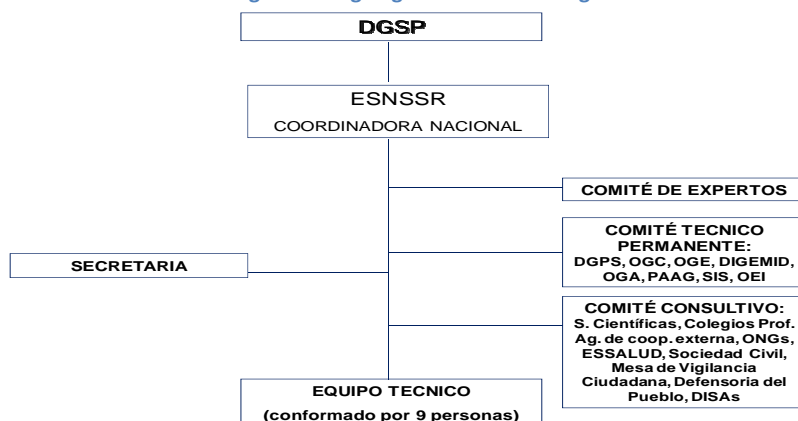 DGSP
ESNSSR
COORDINADORA NACIONAL
COMITÉ DE EXPERTOS
COMITÉ TECNICO
PERMANENTE:
DGPS, OGC, OGE, DIGEMID,
OGA, PAAG, SIS, OEI
SECRETARIA
COMITÉ CONSULTIVO:
S. Científicas, Colegios Prof.
Ag. de coop. externa, ONGs,
ESSALUD, Sociedad Civil,
Mesa de Vigilancia
Ciudadana, Defensoria del
Pueblo, DISAs
EQUIPO TECNICO
(conformado por 9 personas)